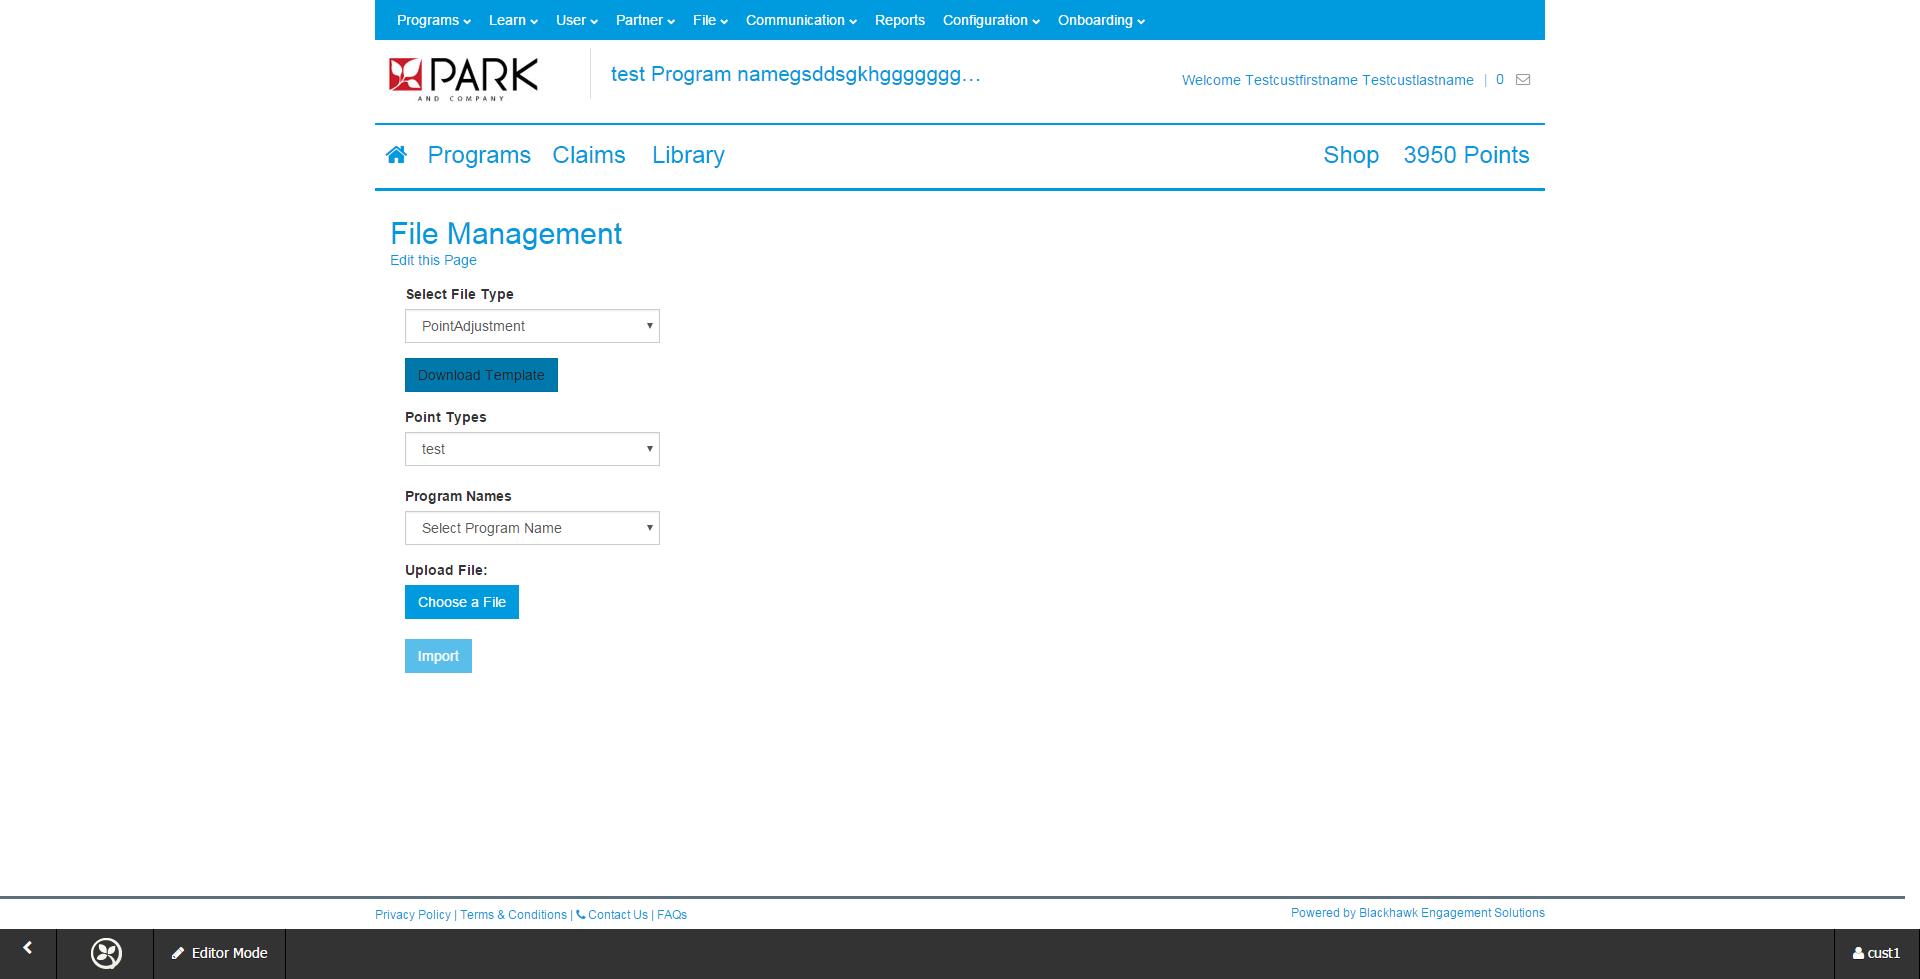 Programs Learn User Partner File Communication Reports Configuration Onboarding
PARK
AND COMPANY
test Program namegsddsgkhggggggg...
Welcome Testcustfirstname Testcustlastname | 0
Programs Claims Library Shop 3950 Points
File Management
Edit this Page
Select File Type
PointAdjustment
Download Template
Point Types
test
Program Names
Select Program Name
Upload File:
Choose a File
Import
Privacy Policy | Terms & Conditions | Contact Us | FAQs
Powered by Blackhawk Engagement Solutions
Editor Mode
cust1